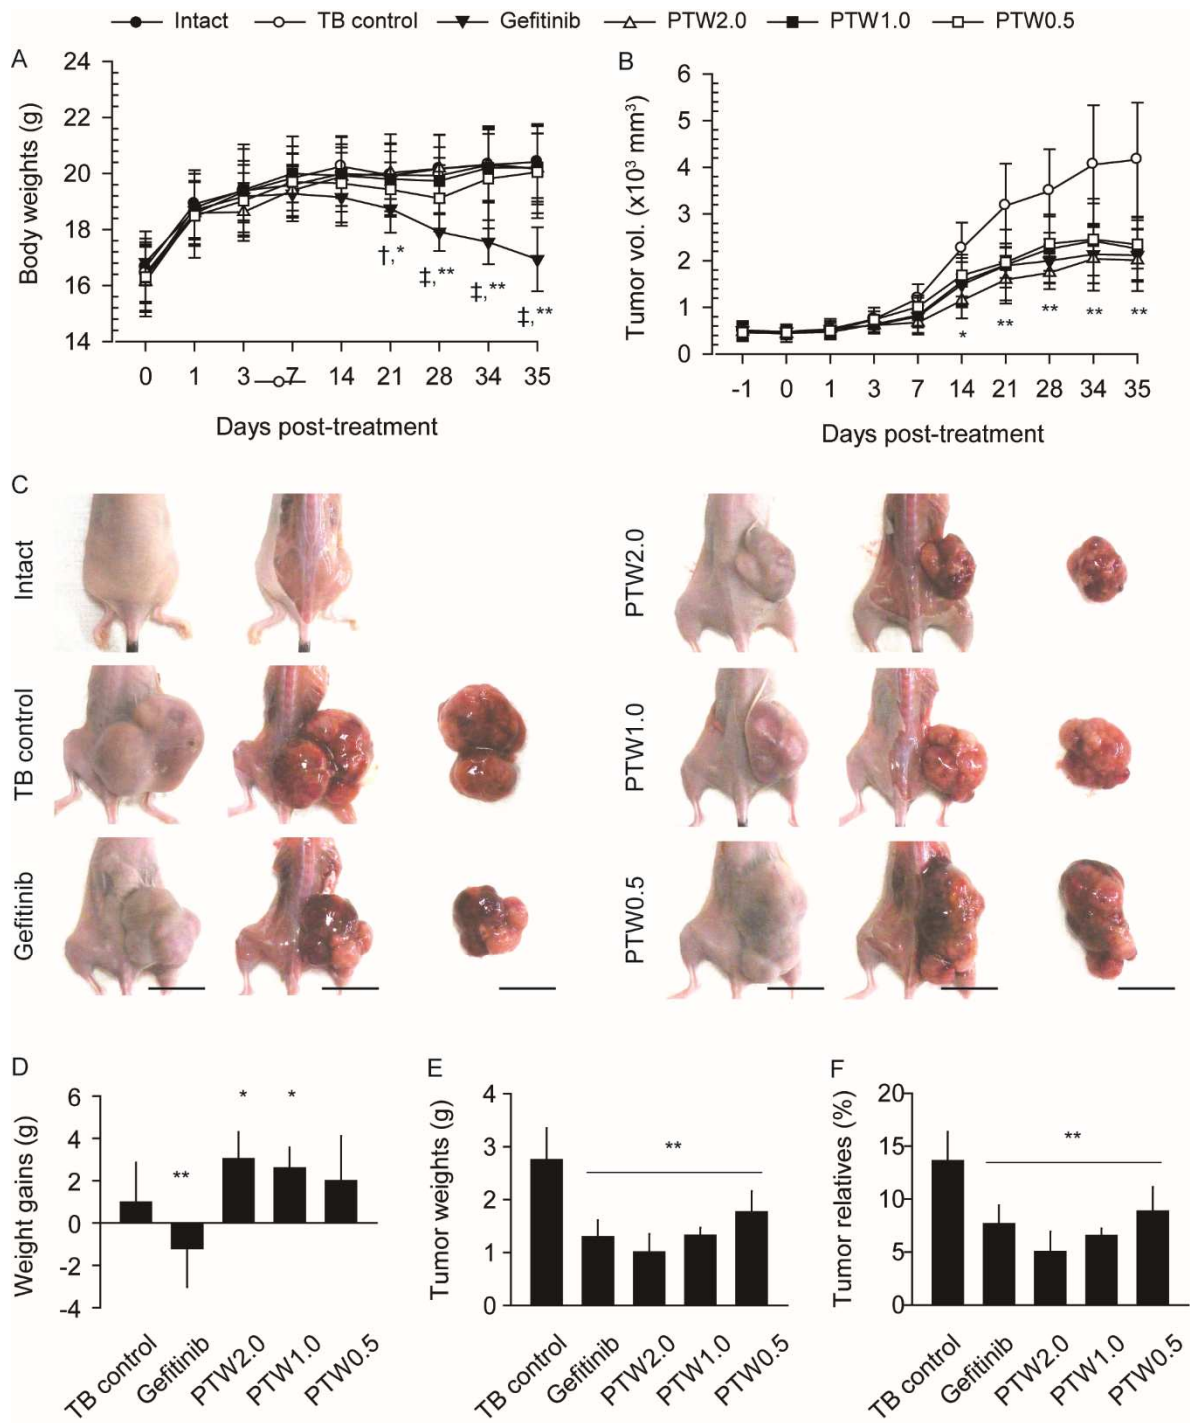 Intact TB control Gefitinib PTW2.0 PTW1.0 PTW0.5
A
Body weights (g)
24
22
20
18
16
14
†,*
‡,**
‡,**
‡,**
0 1 3 7 14 21 28 34 35
Days post-treatment
B
Tumor vol. (x10³ mm³)
6
5
4
3
2
1
0
* ** ** ** **
-1 0 1 3 7 14 21 28 34 35
Days post-treatment
C
Intact
TB control
Gefitinib
PTW2.0
PTW1.0
PTW0.5
D
Weight gains (g)
6
4
2
0
-2
-4
** * *
TB control Gefitinib PTW2.0 PTW1.0 PTW0.5
E
Tumor weights (g)
4
3
2
1
0
**
TB control Gefitinib PTW2.0 PTW1.0 PTW0.5
F
Tumor relatives (%)
20
15
10
5
0
**
TB control Gefitinib PTW2.0 PTW1.0 PTW0.5